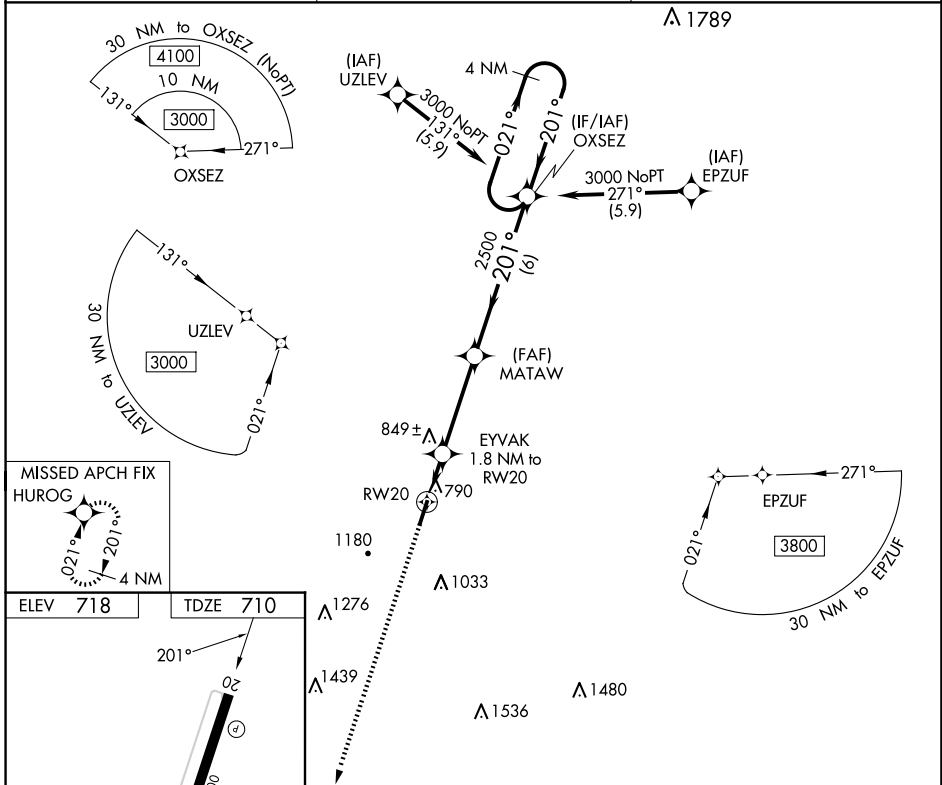 1789
30 NM to OXSEZ (NoPT)
4100
10 NM
3000
131°
271°
OXSEZ
(IAF)
UZLEV
3000 NoPT
131°
(5.9)
4 NM
021°
201°
(IF/IAF)
OXSEZ
(IAF)
EPZUF
3000 NoPT
271°
(5.9)
2500
201°
(6)
131°
UZLEV
3000
30 NM to UZLEV
021°
(FAF)
MATAW
849±
EYVAK
1.8 NM to
RW20
RW20
790
1180
1033
1276
1439
1536
1480
271°
EPZUF
021°
3800
30 NM to EPZUF
MISSED APCH FIX
HUROG
021°
201°
4 NM
ELEV 718
TDZE 710
201°
20
P